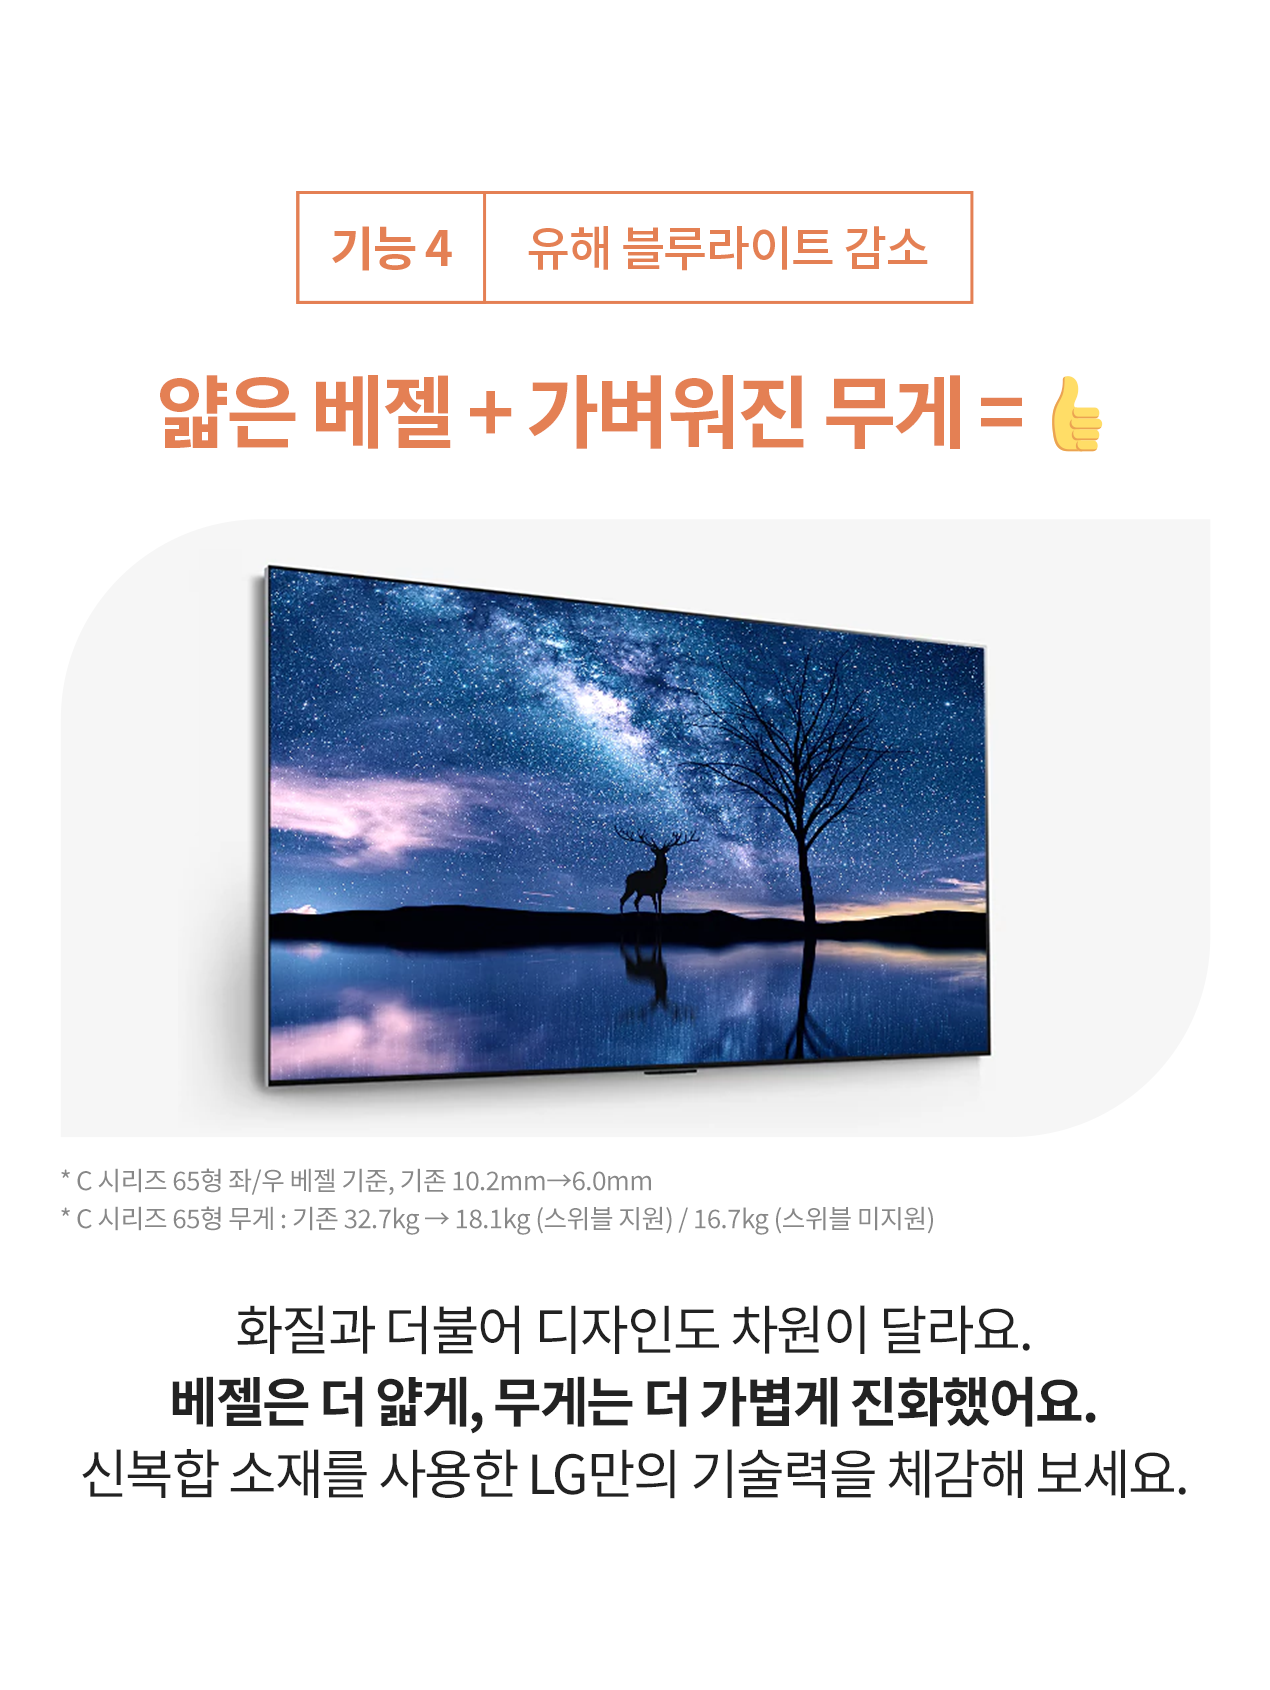 기능 4 유해 블루라이트 감소
얇은 베젤 + 가벼워진 무게 = 👍
* C 시리즈 65형 좌/우 베젤 기준, 기존 10.2mm→6.0mm
* C 시리즈 65형 무게 : 기존 32.7kg → 18.1kg (스위블 지원) / 16.7kg (스위블 미지원)
화질과 더불어 디자인도 차원이 달라요.
베젤은 더 얇게, 무게는 더 가볍게 진화했어요.
신복합 소재를 사용한 LG만의 기술력을 체감해 보세요.